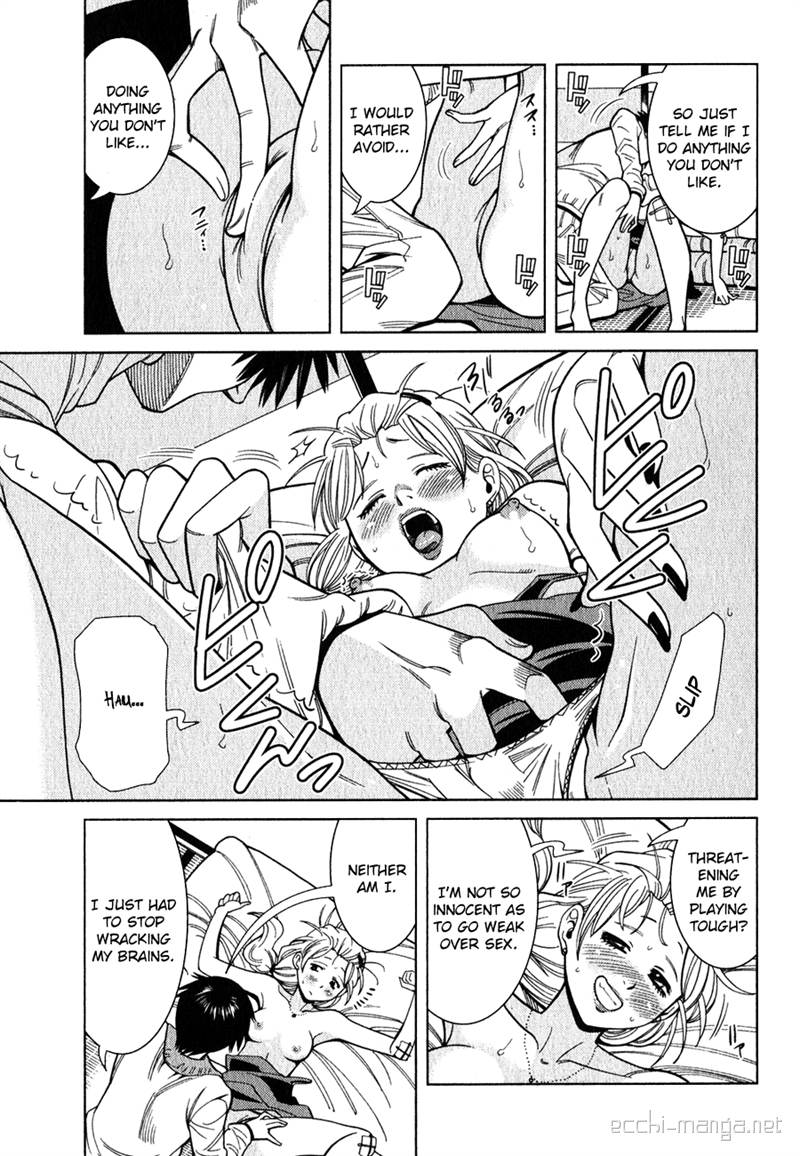 SO JUST
TELL ME IF I
DO ANYTHING
YOU DON'T
LIKE.
I WOULD
RATHER
AVOID...
DOING
ANYTHING
YOU DON'T
LIKE...
HAU...
SLIP
THREAT-
ENING
ME BY
PLAYING
TOUGH?
I'M NOT SO
INNOCENT AS
TO GO WEAK
OVER SEX.
NEITHER
AM I.
I JUST HAD
TO STOP
WRACKING
MY BRAINS.
ecchi-manga.net